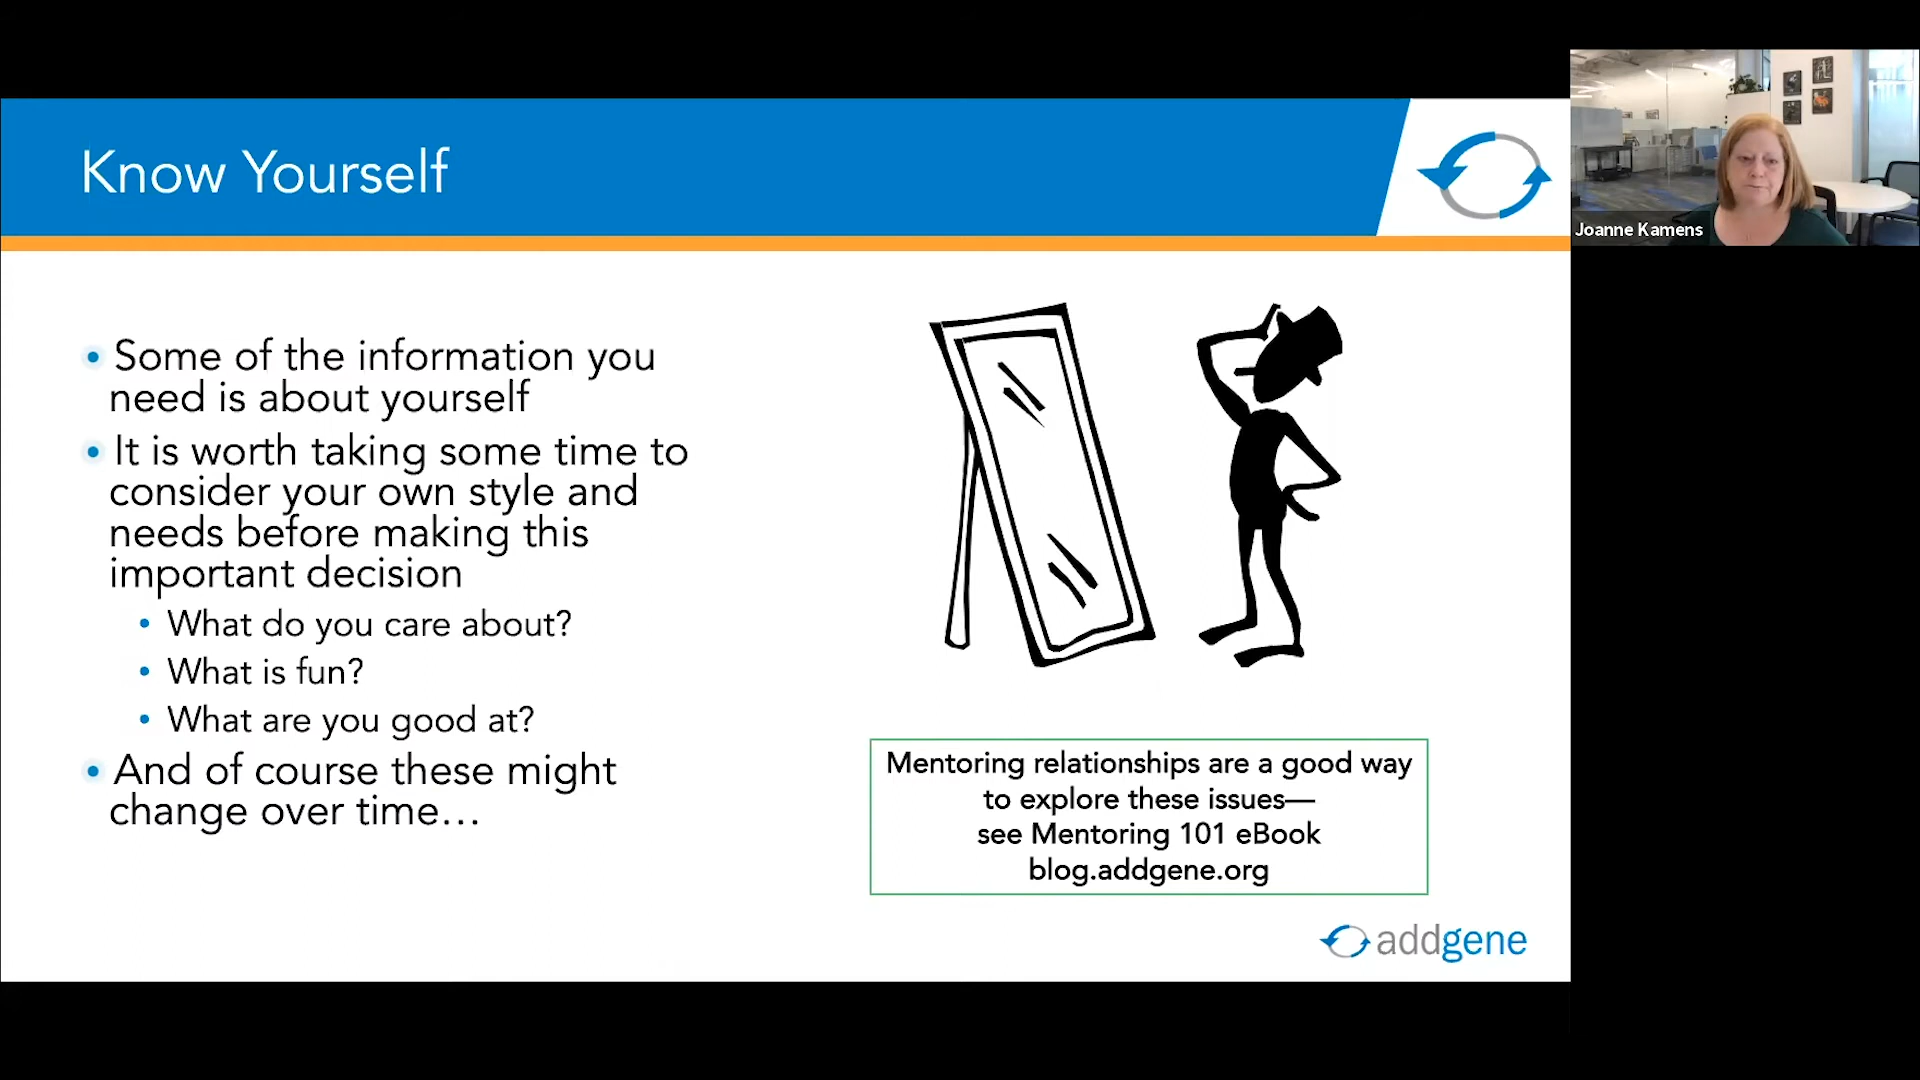 Know Yourself
Joanne Kamens
• Some of the information you
need is about yourself
• It is worth taking some time to
consider your own style and
needs before making this
important decision
• What do you care about?
• What is fun?
• What are you good at?
• And of course these might
change over time…
Mentoring relationships are a good way
to explore these issues—
see Mentoring 101 eBook
blog.addgene.org
addgene